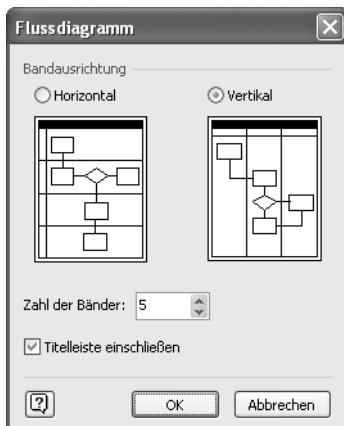 Flussdiagramm
Bandausrichtung
Horizontal Vertikal
Zahl der Bänder: 5
Titelleiste einschließen
OK Abbrechen